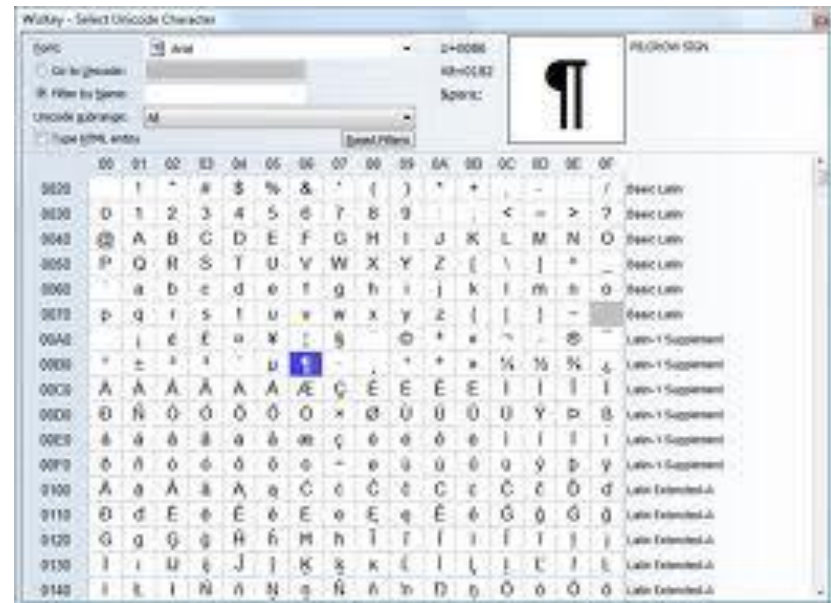 WizKey - Select Unicode Character
Font: Arial U+00B6 ¶ PILCROW SIGN
Go to Unicode: Alt+0182
Filter by Name: &para;
Unicode subrange: All
Type HTML entity Reset Filters
00 01 02 03 04 05 06 07 08 09 0A 0B 0C 0D 0E 0F
0020 ! " # $ % & ' ( ) * + , - . / Basic Latin
0030 0 1 2 3 4 5 6 7 8 9 : ; < = > ? Basic Latin
0040 @ A B C D E F G H I J K L M N O Basic Latin
0050 P Q R S T U V W X Y Z [ \ ] ^ _ Basic Latin
0060 ` a b c d e f g h i j k l m n o Basic Latin
0070 p q r s t u v w x y z { | } ~ Basic Latin
00A0 ¡ ¢ £ ¤ ¥ ¦ § ¨ © ª « ¬ - ® ¯ Latin-1 Supplement
00B0 ° ± ² ³ ´ µ ¶ · ¸ ¹ º » ¼ ½ ¾ ¿ Latin-1 Supplement
00C0 À Á Â Ã Ä Å Æ Ç È É Ê Ë Ì Í Î Ï Latin-1 Supplement
00D0 Ð Ñ Ò Ó Ô Õ Ö × Ø Ù Ú Û Ü Ý Þ ß Latin-1 Supplement
00E0 à á â ã ä å æ ç è é ê ë ì í î ï Latin-1 Supplement
00F0 ð ñ ò ó ô õ ö ÷ ø ù ú û ü ý þ ÿ Latin-1 Supplement
0100 Ā ā Ă ă Ą ą Ć ć Ĉ ĉ Ċ ċ Č č Ď ď Latin Extended-A
0110 Đ đ Ē ē Ĕ ĕ Ė ė Ę ę Ě ě Ĝ ĝ Ğ ğ Latin Extended-A
0120 Ġ ġ Ģ ģ Ĥ ĥ Ħ ħ Ĩ ĩ Ī ī Ĭ ĭ Į į Latin Extended-A
0130 İ ı Ĳ ĳ Ĵ ĵ Ķ ķ ĸ Ĺ ĺ Ļ ļ Ľ ľ Ŀ Latin Extended-A
0140 ŀ Ł ł Ń ń Ņ ņ Ň ň ŉ Ŋ ŋ Ō ō Ŏ ŏ Latin Extended-A